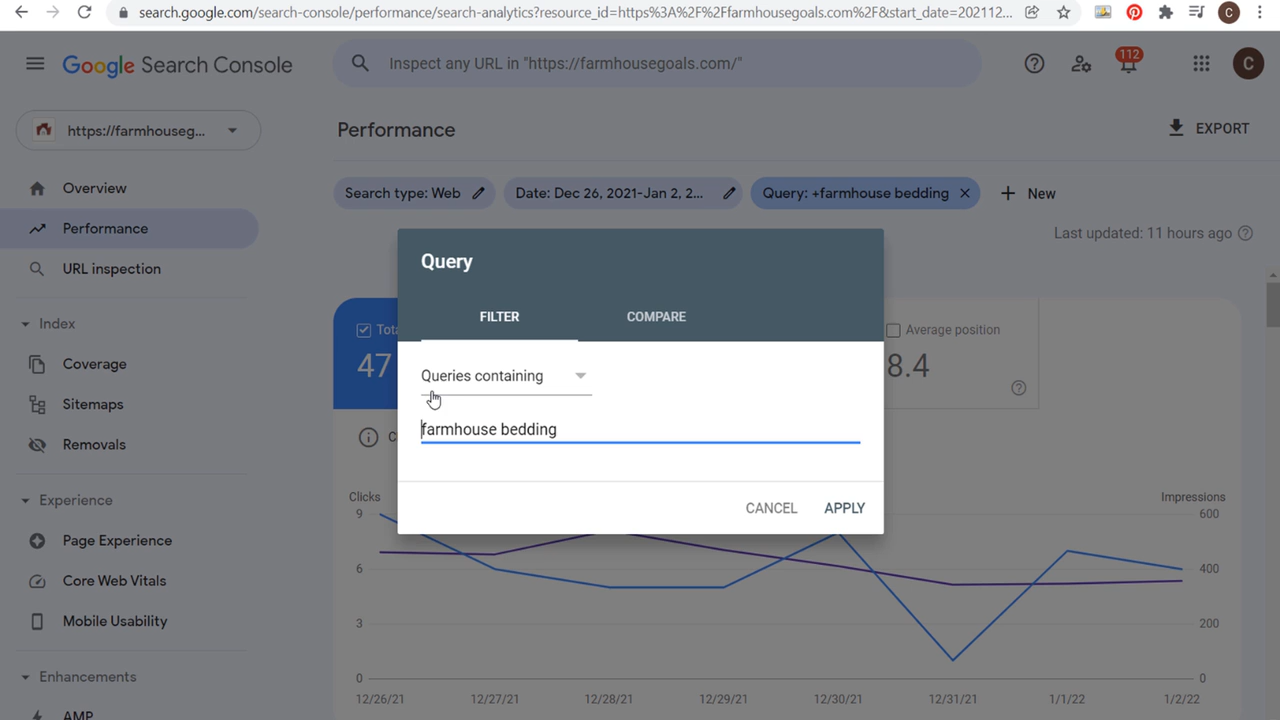 search.google.com/search-console/performance/search-analytics?resource_id=https%3A%2F%2Ffarmhousegoals.com%2F&start_date=202112...
C
Google Search Console
Inspect any URL in "https://farmhousegoals.com/"
112
C
https://farmhouseg...
Performance
EXPORT
Overview
Search type: Web
Date: Dec 26, 2021-Jan 2, 2...
Query: +farmhouse bedding
New
Performance
Last updated: 11 hours ago
URL inspection
Query
FILTER
COMPARE
Index
Average position
47
8.4
Coverage
Queries containing
Sitemaps
farmhouse bedding
Removals
Experience
Clicks
Impressions
CANCEL
APPLY
9
600
Page Experience
6
400
Core Web Vitals
3
200
Mobile Usability
Enhancements
0
0
12/26/21
12/27/21
12/28/21
12/29/21
12/30/21
12/31/21
1/1/22
1/2/22
AMP